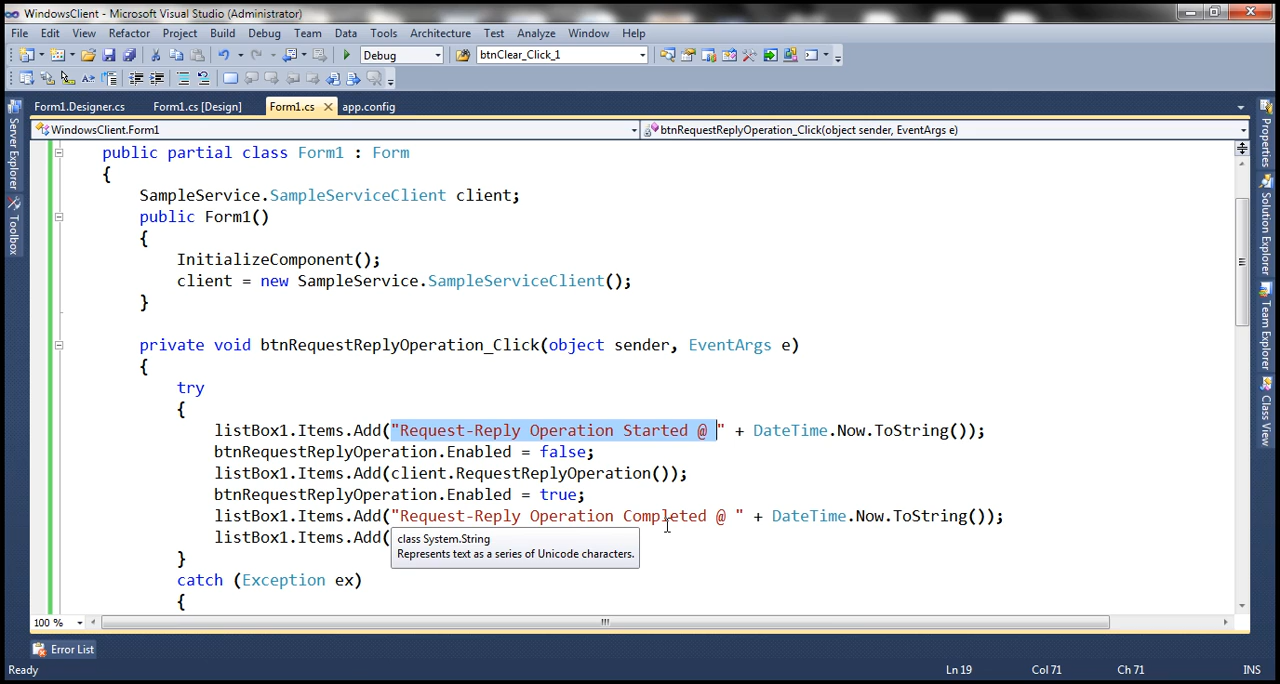 WindowsClient - Microsoft Visual Studio (Administrator)
File Edit View Refactor Project Build Debug Team Data Tools Architecture Test Analyze Window Help
Debug btnClear_Click_1
Form1.Designer.cs Form1.cs [Design] Form1.cs app.config
WindowsClient.Form1 btnRequestReplyOperation_Click(object sender, EventArgs e)
public partial class Form1 : Form
{
SampleService.SampleServiceClient client;
public Form1()
{
InitializeComponent();
client = new SampleService.SampleServiceClient();
}
private void btnRequestReplyOperation_Click(object sender, EventArgs e)
{
try
{
listBox1.Items.Add("Request-Reply Operation Started @ " + DateTime.Now.ToString());
btnRequestReplyOperation.Enabled = false;
listBox1.Items.Add(client.RequestReplyOperation());
btnRequestReplyOperation.Enabled = true;
listBox1.Items.Add("Request-Reply Operation Completed @ " + DateTime.Now.ToString());
listBox1.Items.Add(
class System.String
Represents text as a series of Unicode characters.
}
catch (Exception ex)
{
100 %
Error List
Ready Ln 19 Col 71 Ch 71 INS
Server Explorer
Toolbox
Properties
Solution Explorer
Team Explorer
Class View